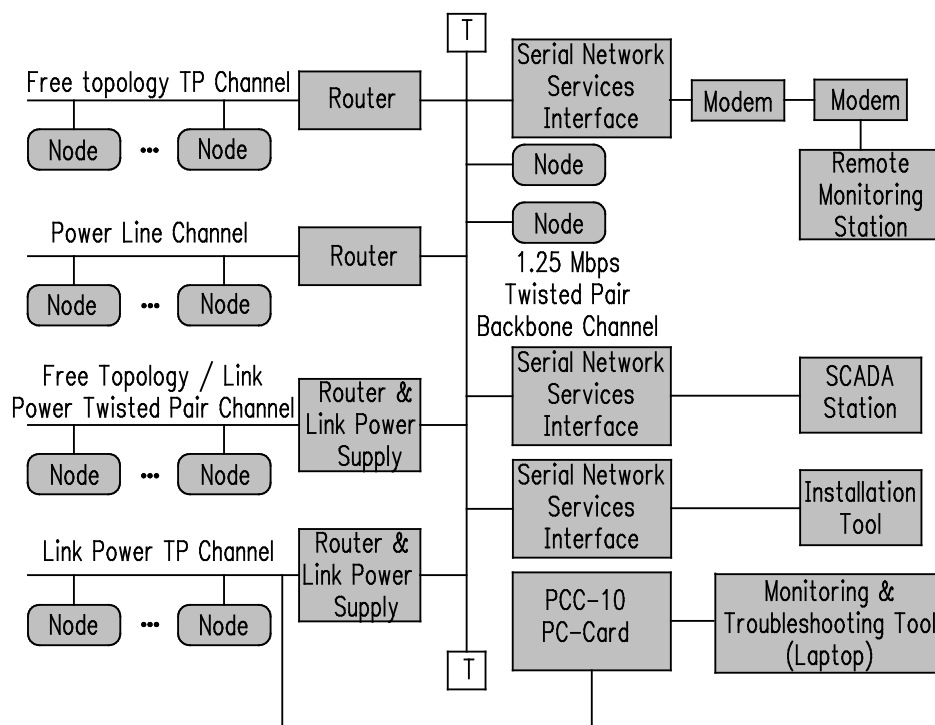 T
Free topology TP Channel
Router
Node
Node
Serial Network
Services
Interface
Modem
Modem
Remote
Monitoring
Station
Node
Node
Power Line Channel
Router
Node
Node
1.25 Mbps
Twisted Pair
Backbone Channel
Free Topology / Link
Power Twisted Pair Channel
Router &
Link Power
Supply
Node
Node
Serial Network
Services
Interface
SCADA
Station
Serial Network
Services
Interface
Installation
Tool
Link Power TP Channel
Router &
Link Power
Supply
Node
Node
PCC-10
PC-Card
Monitoring &
Troubleshooting Tool
(Laptop)
T